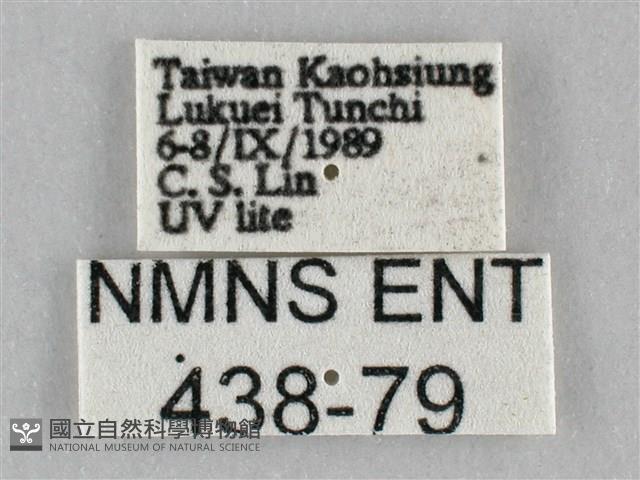 Taiwan Kaohsiung
Lukuei Tunchi
6-8/IX/1989
C. S. Lin
UV lite
NMNS ENT
438-79
國立自然科學博物館
NATIONAL MUSEUM OF NATURAL SCIENCE